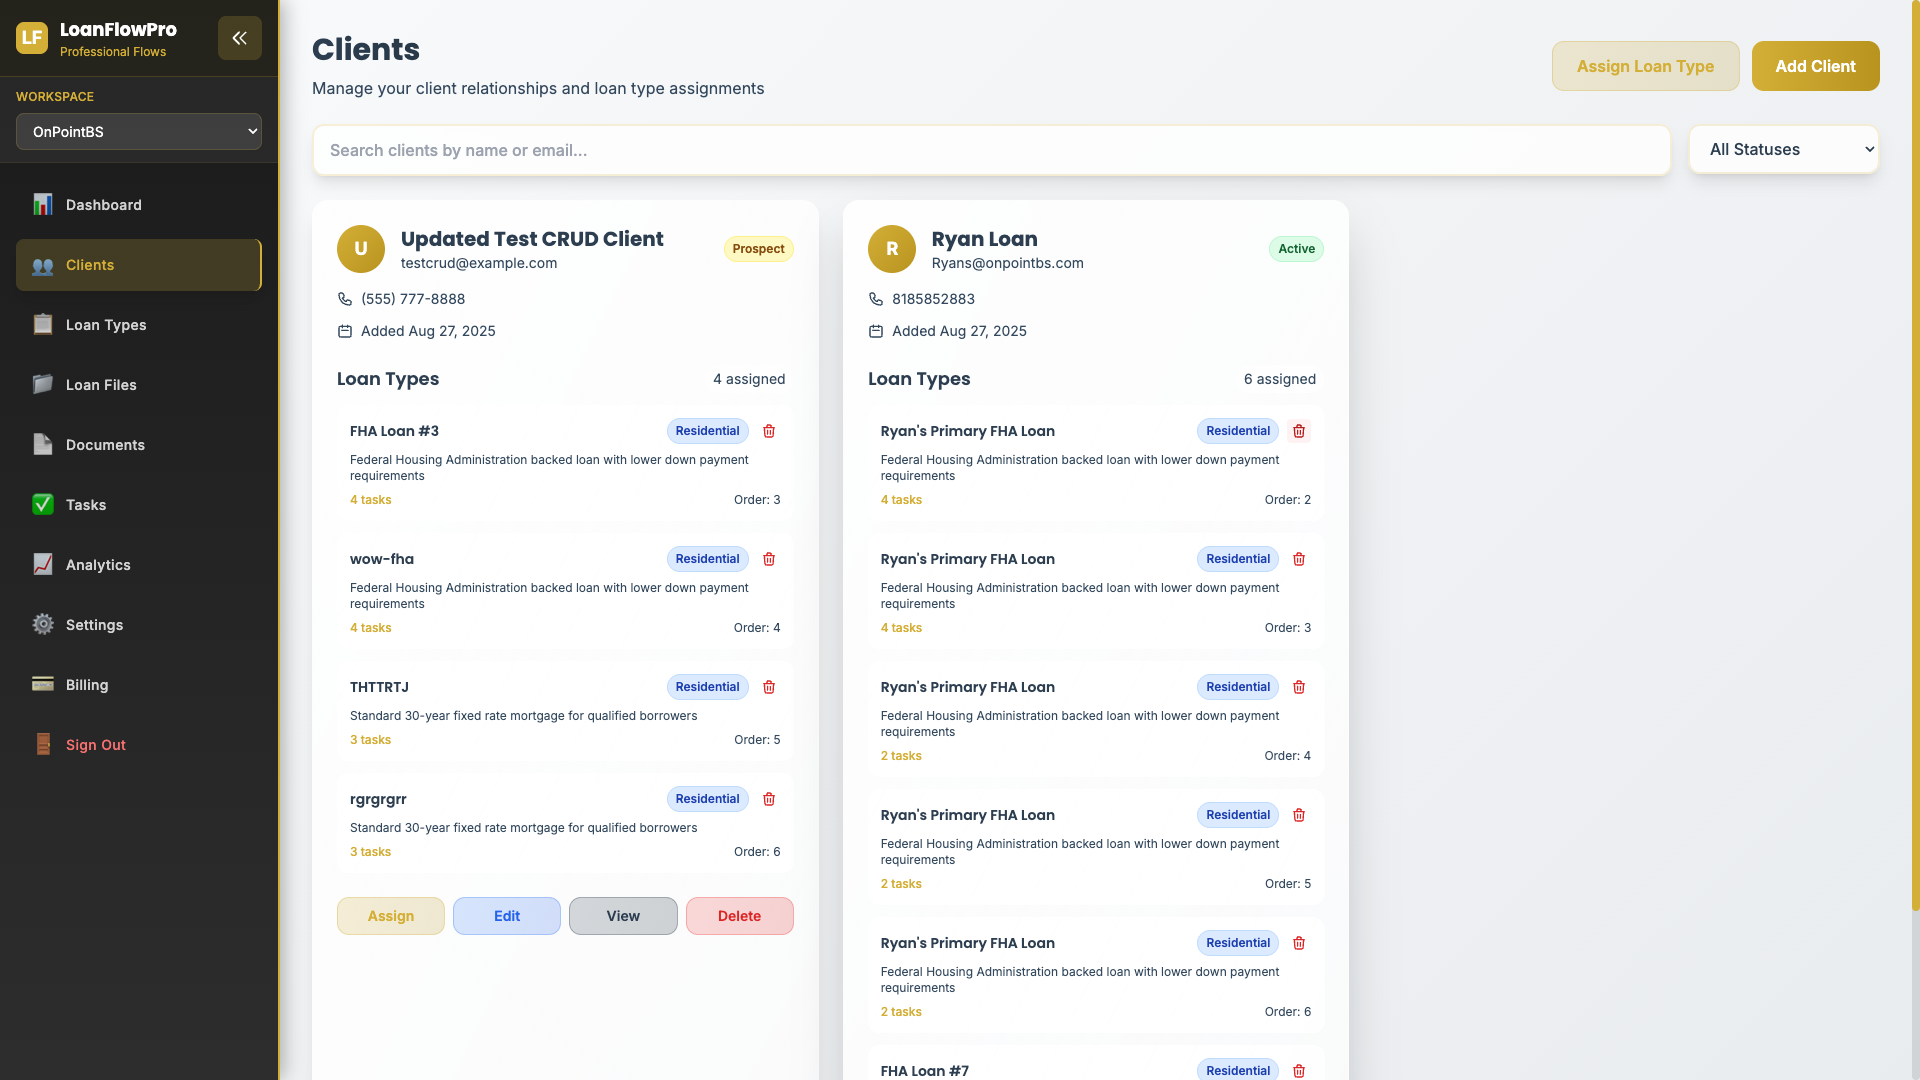 LF
LoanFlowPro
Professional Flows
WORKSPACE
OnPointBS
Dashboard
Clients
Loan Types
Loan Files
Documents
Tasks
Analytics
Settings
Billing
Sign Out
Clients
Manage your client relationships and loan type assignments
Assign Loan Type
Add Client
Search clients by name or email...
All Statuses
U
Updated Test CRUD Client
testcrud@example.com
Prospect
(555) 777-8888
Added Aug 27, 2025
Loan Types
4 assigned
FHA Loan #3
Residential
Federal Housing Administration backed loan with lower down payment
requirements
4 tasks
Order: 3
wow-fha
Residential
Federal Housing Administration backed loan with lower down payment
requirements
4 tasks
Order: 4
THTTRTJ
Residential
Standard 30-year fixed rate mortgage for qualified borrowers
3 tasks
Order: 5
rgrgrgrr
Residential
Standard 30-year fixed rate mortgage for qualified borrowers
3 tasks
Order: 6
Assign
Edit
View
Delete
R
Ryan Loan
Ryans@onpointbs.com
Active
8185852883
Added Aug 27, 2025
Loan Types
6 assigned
Ryan's Primary FHA Loan
Residential
Federal Housing Administration backed loan with lower down payment
requirements
4 tasks
Order: 2
Ryan's Primary FHA Loan
Residential
Federal Housing Administration backed loan with lower down payment
requirements
4 tasks
Order: 3
Ryan's Primary FHA Loan
Residential
Federal Housing Administration backed loan with lower down payment
requirements
2 tasks
Order: 4
Ryan's Primary FHA Loan
Residential
Federal Housing Administration backed loan with lower down payment
requirements
2 tasks
Order: 5
Ryan's Primary FHA Loan
Residential
Federal Housing Administration backed loan with lower down payment
requirements
2 tasks
Order: 6
FHA Loan #7
Residential